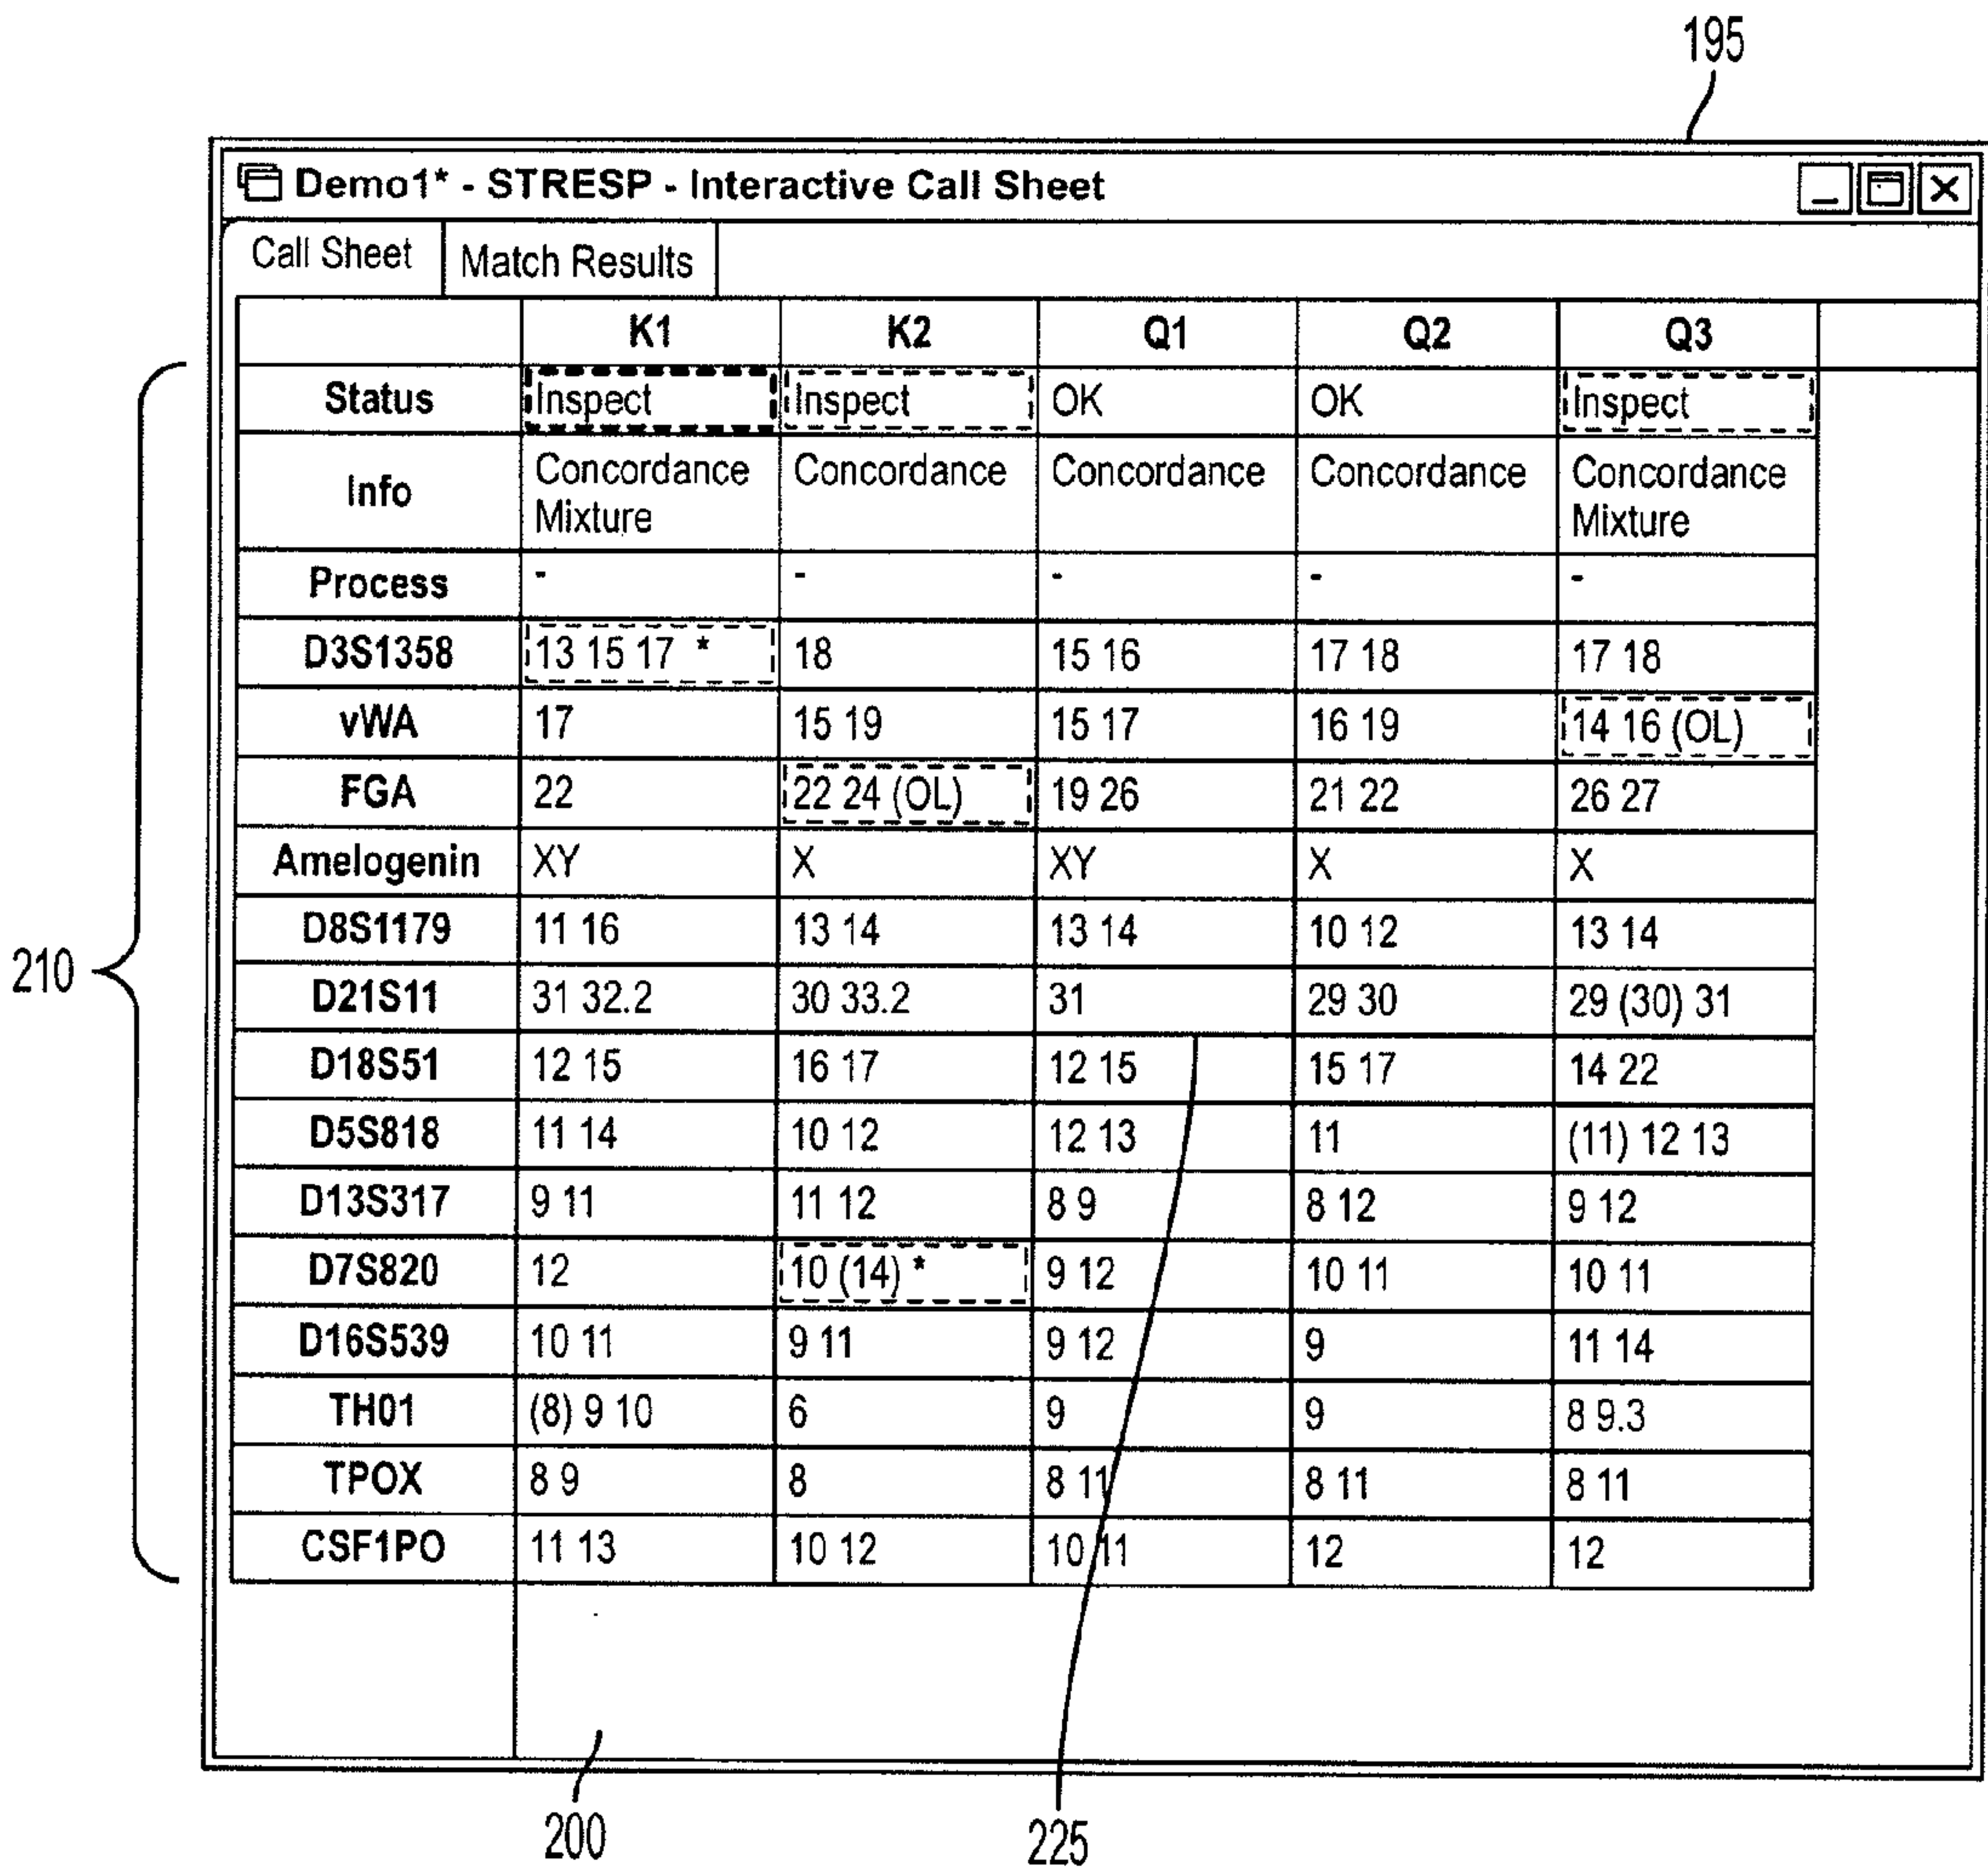 195
Demo1* - STRESP - Interactive Call Sheet
Call Sheet Match Results
K1 K2 Q1 Q2 Q3
Status Inspect Inspect OK OK Inspect
Info Concordance Mixture Concordance Concordance Concordance Concordance Mixture
Process - - - - -
D3S1358 13 15 17 * 18 15 16 17 18 17 18
vWA 17 15 19 15 17 16 19 14 16 (OL)
FGA 22 22 24 (OL) 19 26 21 22 26 27
Amelogenin XY X XY X X
D8S1179 11 16 13 14 13 14 10 12 13 14
210
D21S11 31 32.2 30 33.2 31 29 30 29 (30) 31
D18S51 12 15 16 17 12 15 15 17 14 22
D5S818 11 14 10 12 12 13 11 (11) 12 13
D13S317 9 11 11 12 8 9 8 12 9 12
D7S820 12 10 (14) * 9 12 10 11 10 11
D16S539 10 11 9 11 9 12 9 11 14
TH01 (8) 9 10 6 9 9 8 9.3
TPOX 8 9 8 8 11 8 11 8 11
CSF1PO 11 13 10 12 10 11 12 12
200 225